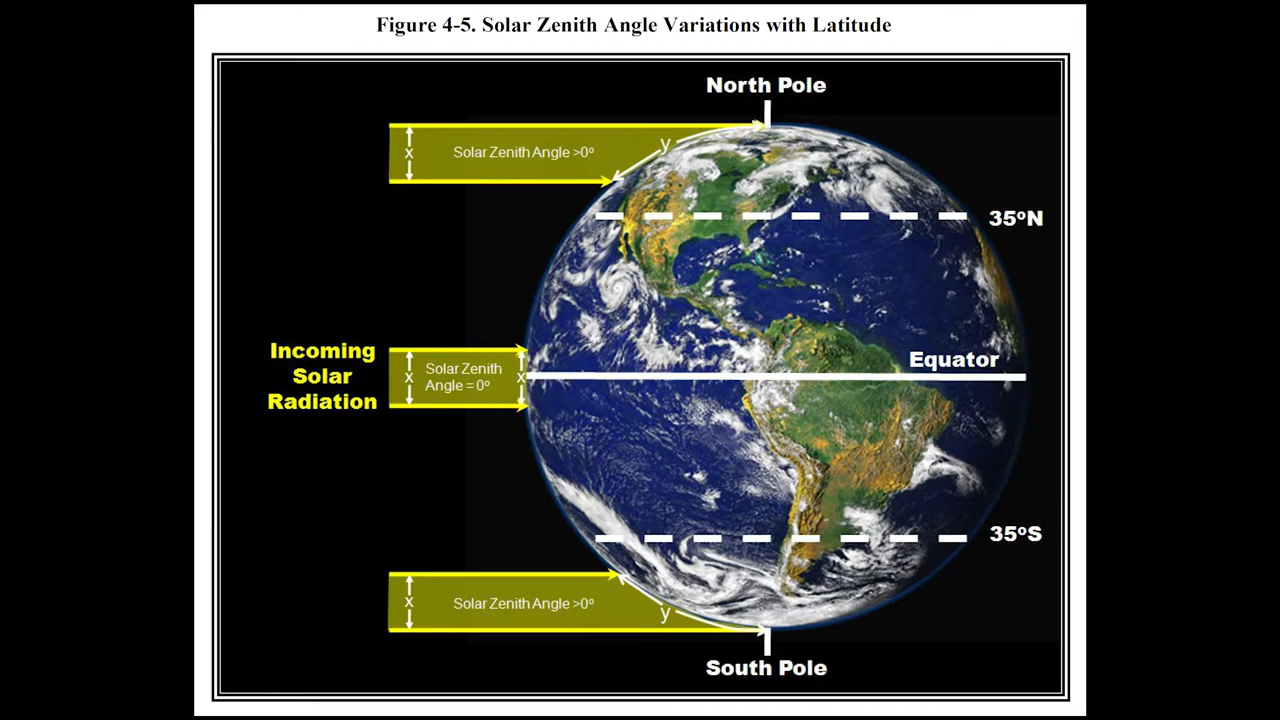 Figure 4-5. Solar Zenith Angle Variations with Latitude
North Pole
x
Solar Zenith Angle >0º
y
35ºN
Incoming
Solar
Radiation
x
Solar Zenith
Angle = 0º
x
Equator
35ºS
x
Solar Zenith Angle >0º
y
South Pole